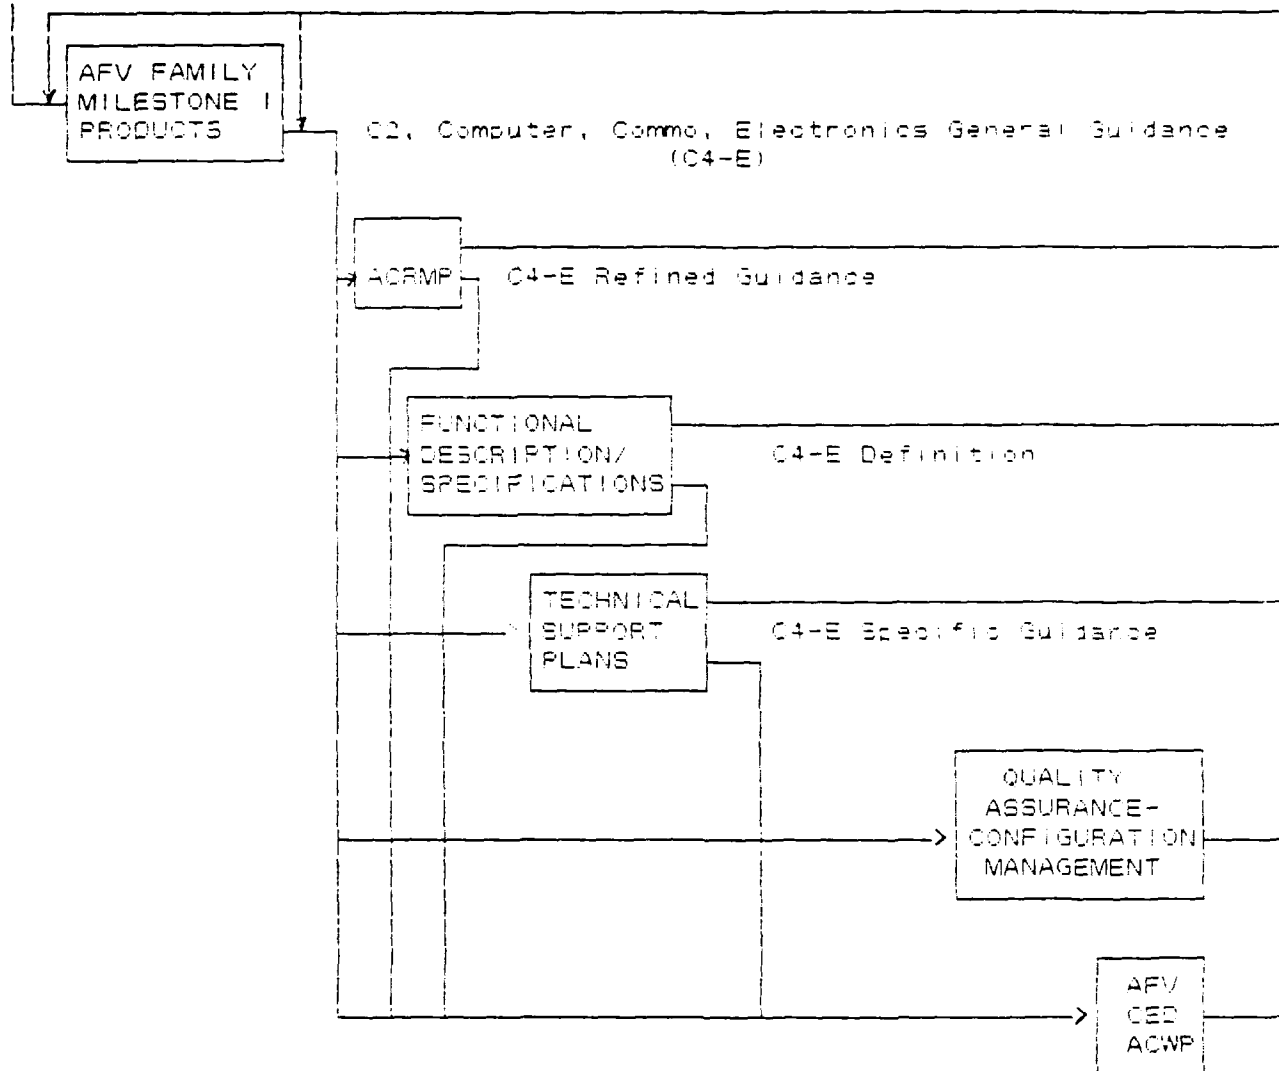 AFV FAMILY
MILESTONE I
PRODUCTS
C2, Computer, Commo, Electronics General Guidance
(C4-E)
ACRMP
C4-E Refined Guidance
FUNCTIONAL
DESCRIPTION/
SPECIFICATIONS
C4-E Definition
TECHNICAL
SUPPORT
PLANS
C4-E Specific Guidance
QUALITY
ASSURANCE-
CONFIGURATION
MANAGEMENT
AFV
CED
ACWP